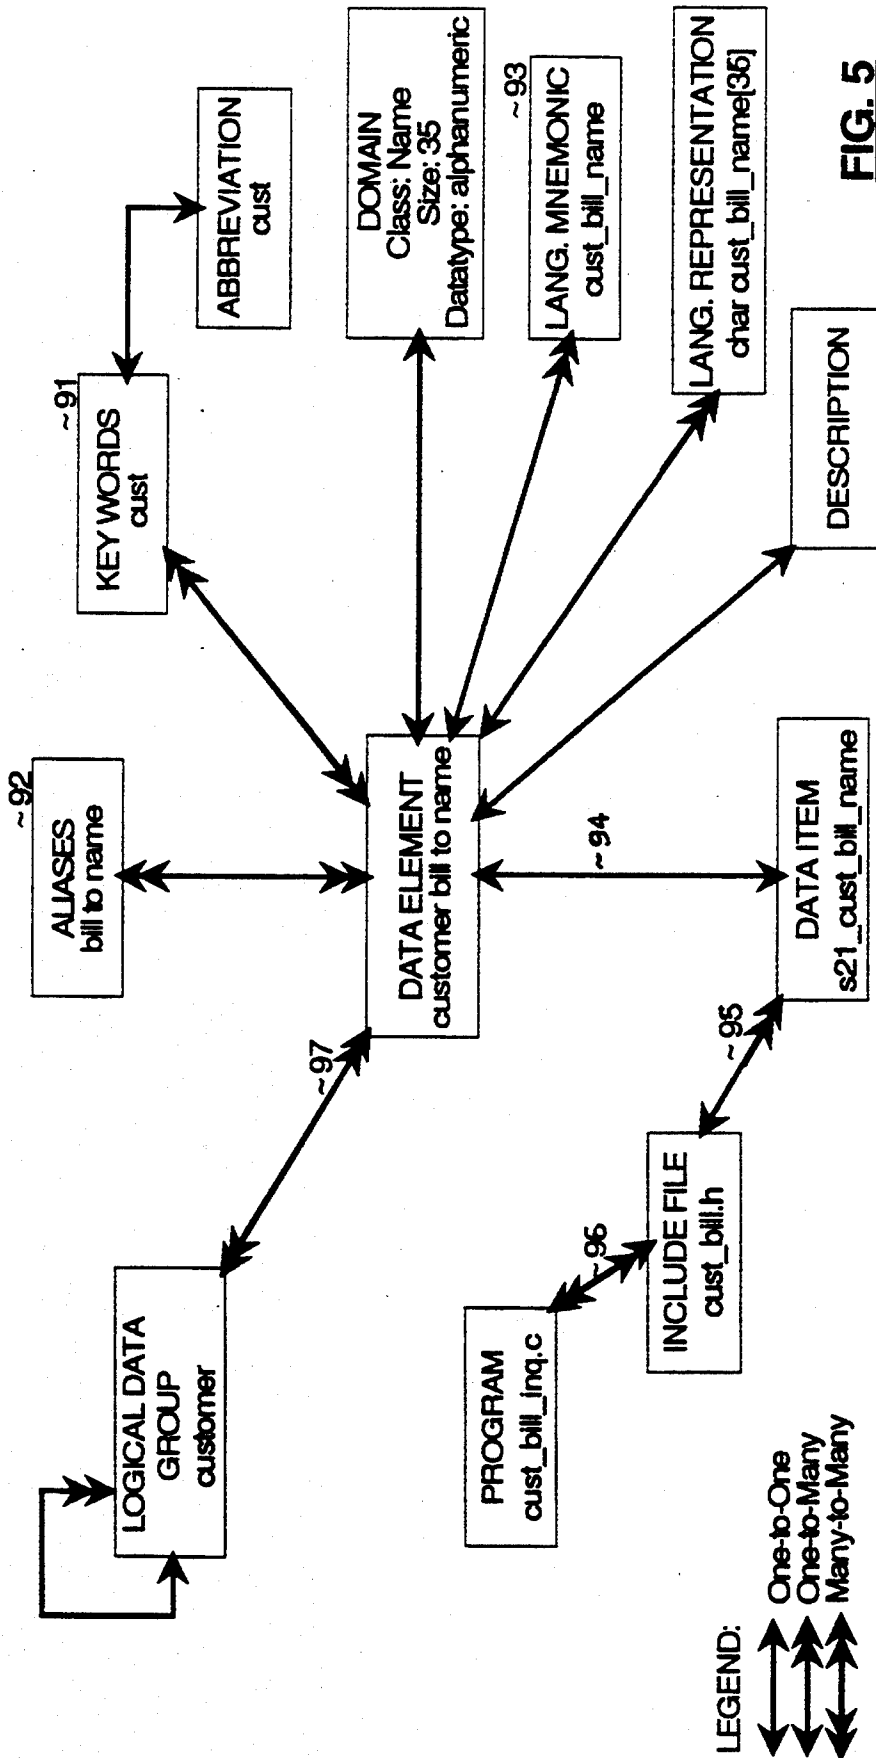 ~92
ALIASES
bill to name
~91
KEY WORDS
cust
ABBREVIATION
cust
LOGICAL DATA
GROUP
customer
~97
DATA ELEMENT
customer bill to name
DOMAIN
Class: Name
Size: 35
Datatype: alphanumeric
~93
LANG. MNEMONIC
cust_bill_name
PROGRAM
cust_bill_inq.c
~96
INCLUDE FILE
cust_bill.h
~95
~94
DATA ITEM
s21_cust_bill_name
LANG. REPRESENTATION
char cust_bill_name[35]
DESCRIPTION
LEGEND:
One-to-One
One-to-Many
Many-to-Many
FIG. 5